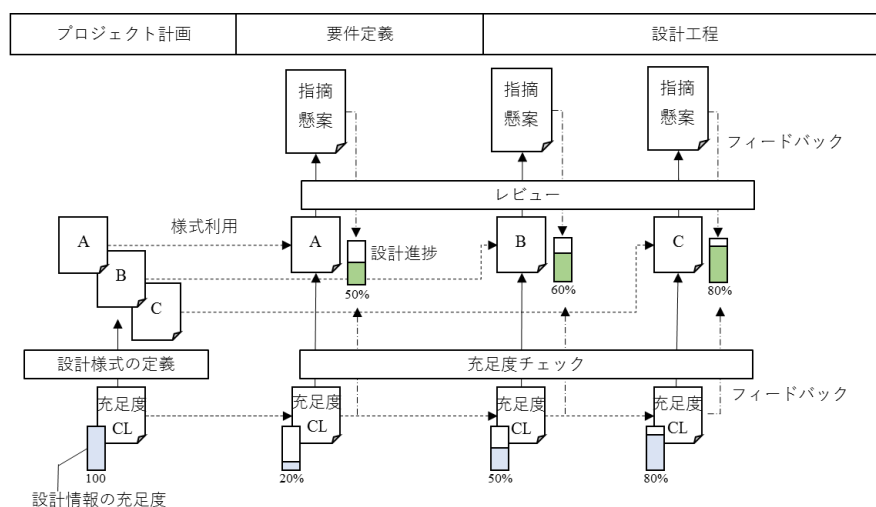 プロジェクト計画
要件定義
設計工程
指摘
懸案
指摘
懸案
指摘
懸案
フィードバック
レビュー
様式利用
A
B
C
A
設計進捗
50%
B
60%
C
80%
設計様式の定義
充足度チェック
充足度
CL
100
充足度
CL
20%
充足度
CL
50%
充足度
CL
80%
フィードバック
設計情報の充足度